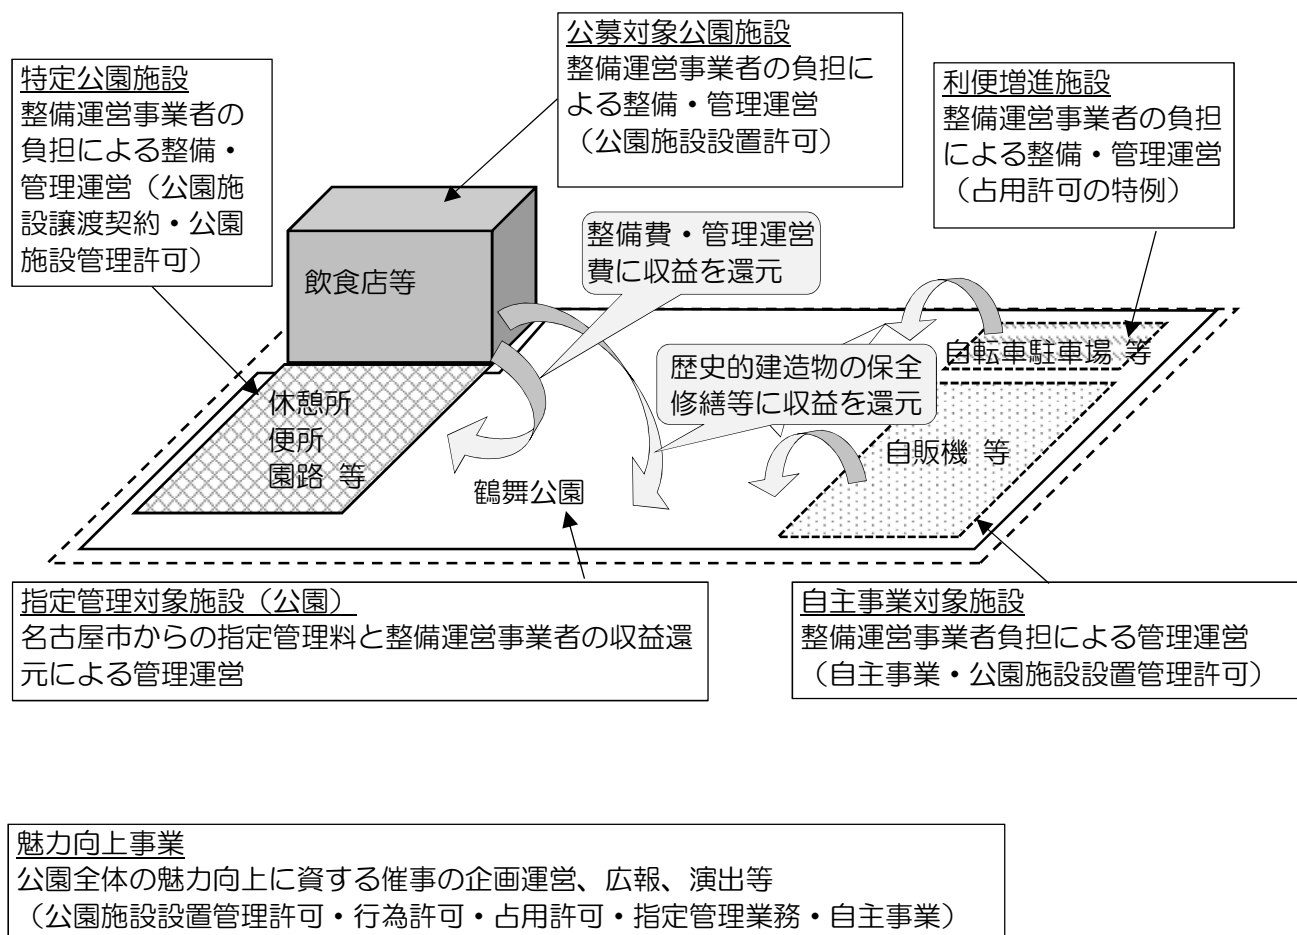 公募対象公園施設
整備運営事業者の負担に
よる整備・管理運営
（公園施設設置許可）
特定公園施設
整備運営事業者の
負担による整備・
管理運営（公園施
設譲渡契約・公園
施設管理許可）
利便増進施設
整備運営事業者の負担
による整備・管理運営
（占用許可の特例）
整備費・管理運営
費に収益を還元
飲食店等
歴史的建造物の保全
修繕等に収益を還元
自転車駐車場 等
休憩所
便所
園路 等
自販機 等
鶴舞公園
指定管理対象施設（公園）
名古屋市からの指定管理料と整備運営事業者の収益還
元による管理運営
自主事業対象施設
整備運営事業者負担による管理運営
（自主事業・公園施設設置管理許可）
魅力向上事業
公園全体の魅力向上に資する催事の企画運営、広報、演出等
（公園施設設置管理許可・行為許可・占用許可・指定管理業務・自主事業）